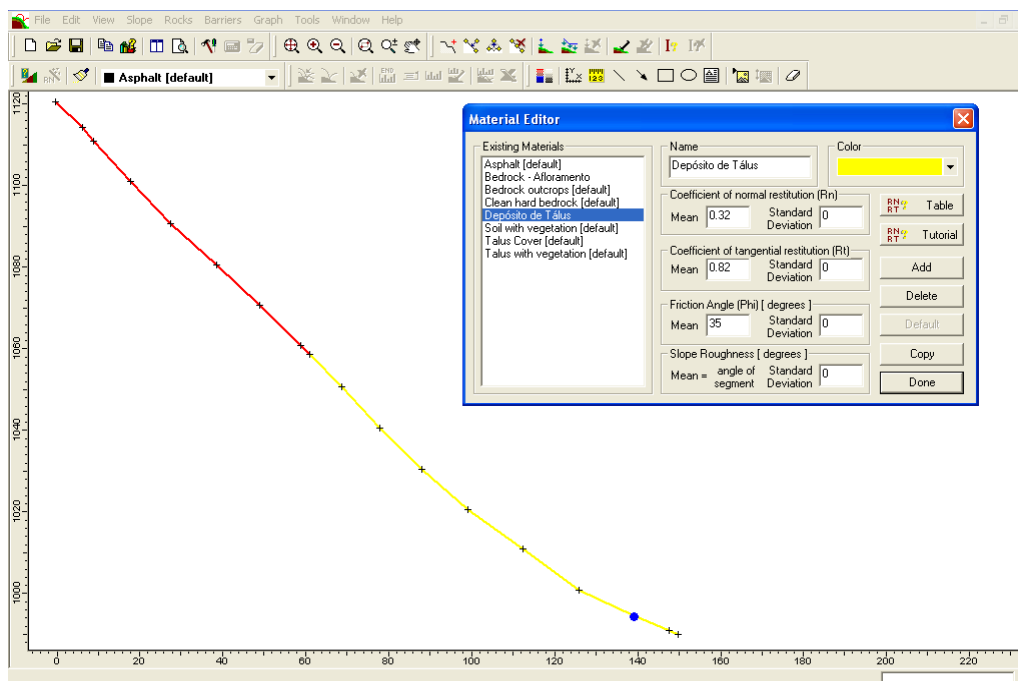 File Edit View Slope Rocks Barriers Graph Tools Window Help
Asphalt [default]
Material Editor
Existing Materials
Asphalt [default]
Bedrock - Afloramento
Bedrock outcrops [default]
Clean hard bedrock [default]
Depósito de Tálus
Soil with vegetation [default]
Talus Cover [default]
Talus with vegetation [default]
Name
Depósito de Tálus
Color
Coefficient of normal restitution (Rn)
Mean 0.32 Standard Deviation 0
Coefficient of tangential restitution (Rt)
Mean 0.82 Standard Deviation 0
Friction Angle (Phi) [ degrees ]
Mean 35 Standard Deviation 0
Slope Roughness [ degrees ]
Mean = angle of segment Standard Deviation 0
RN RT Table
RN RT Tutorial
Add
Delete
Default
Copy
Done
1120
1100
1080
1060
1040
1020
1000
0 20 40 60 80 100 120 140 160 180 200 220